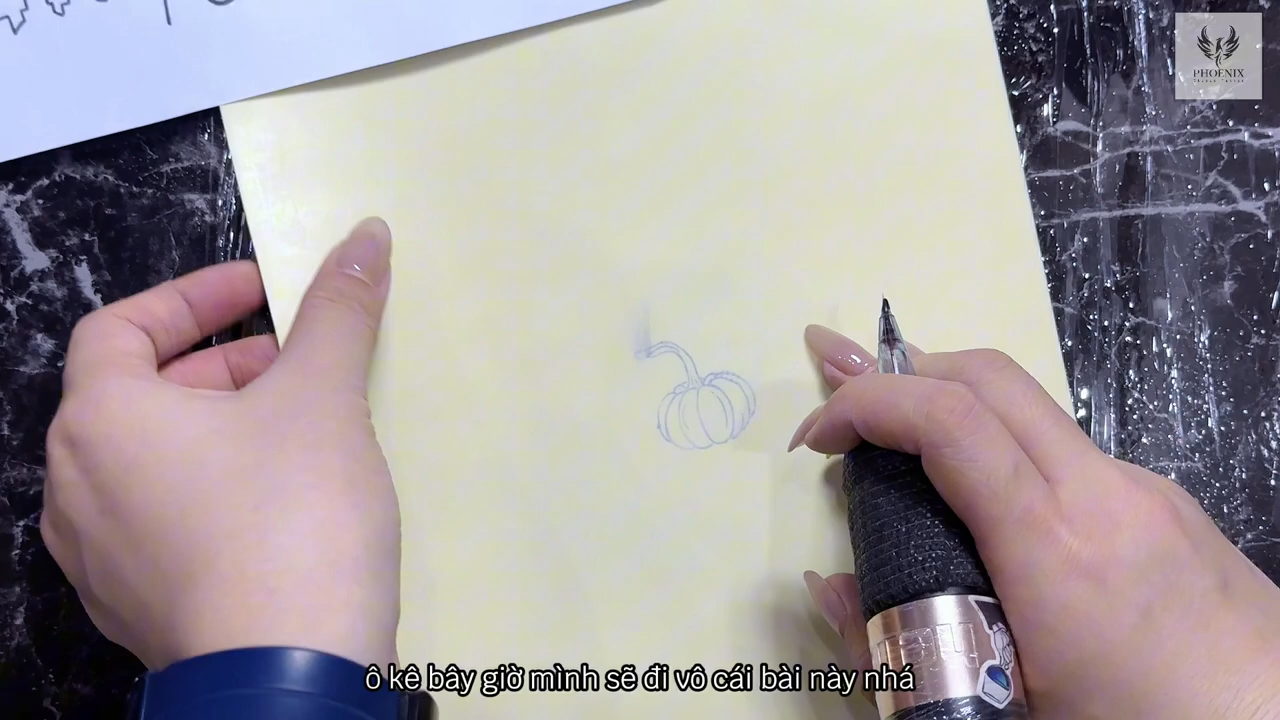 PHOENIX
ô kê bây giờ mình sẽ đi vô cái bài này nhá